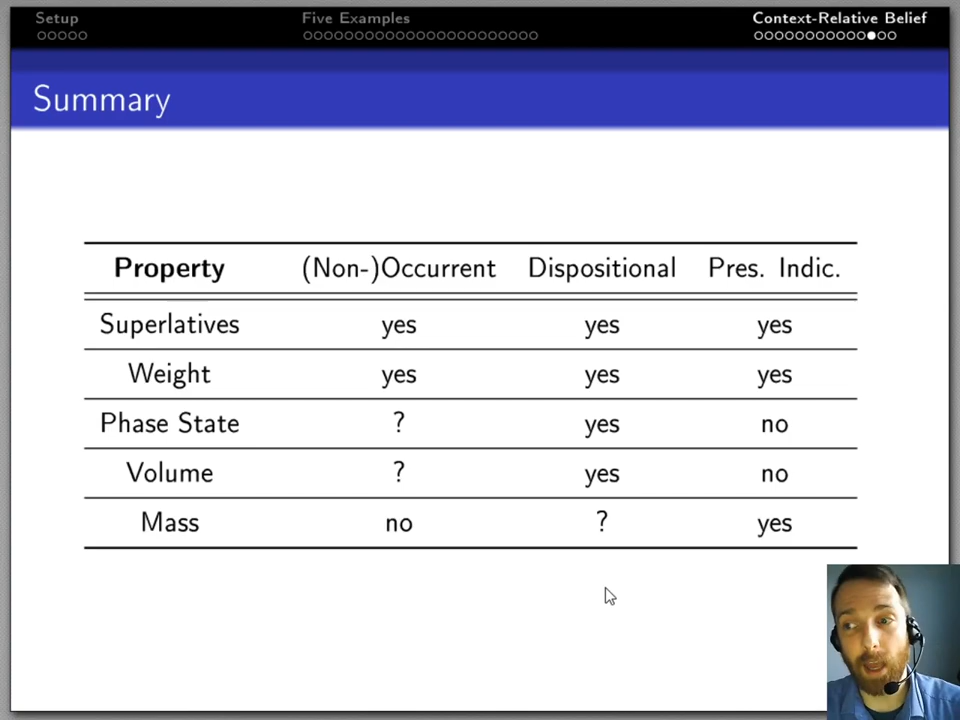 Setup Five Examples Context-Relative Belief
Summary
Property (Non-)Occurrent Dispositional Pres. Indic.
Superlatives yes yes yes
Weight yes yes yes
Phase State ? yes no
Volume ? yes no
Mass no ? yes